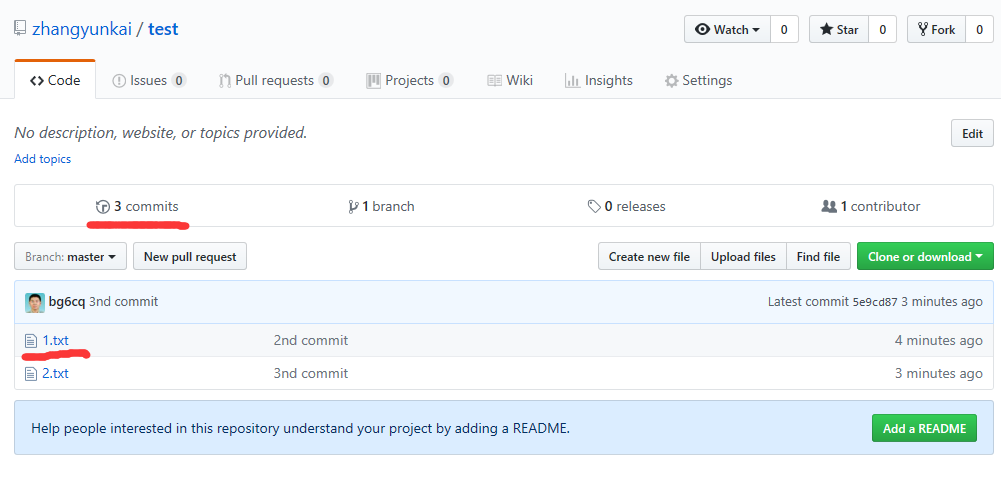 zhangyunkai / test Watch 0 Star 0 Fork 0
Code Issues 0 Pull requests 0 Projects 0 Wiki Insights Settings
No description, website, or topics provided. Edit
Add topics
3 commits 1 branch 0 releases 1 contributor
Branch: master New pull request Create new file Upload files Find file Clone or download
bg6cq 3nd commit Latest commit 5e9cd87 3 minutes ago
1.txt 2nd commit 4 minutes ago
2.txt 3nd commit 3 minutes ago
Help people interested in this repository understand your project by adding a README. Add a README